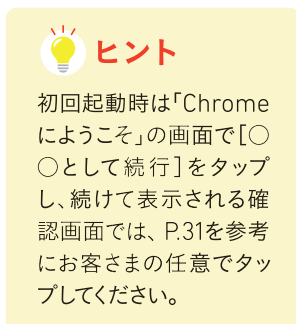 ヒント
初回起動時は「Chrome
にようこそ」の画面で[○
○として続行]をタップ
し、続けて表示される確
認画面では、P.31を参考
にお客さまの任意でタッ
プしてください。